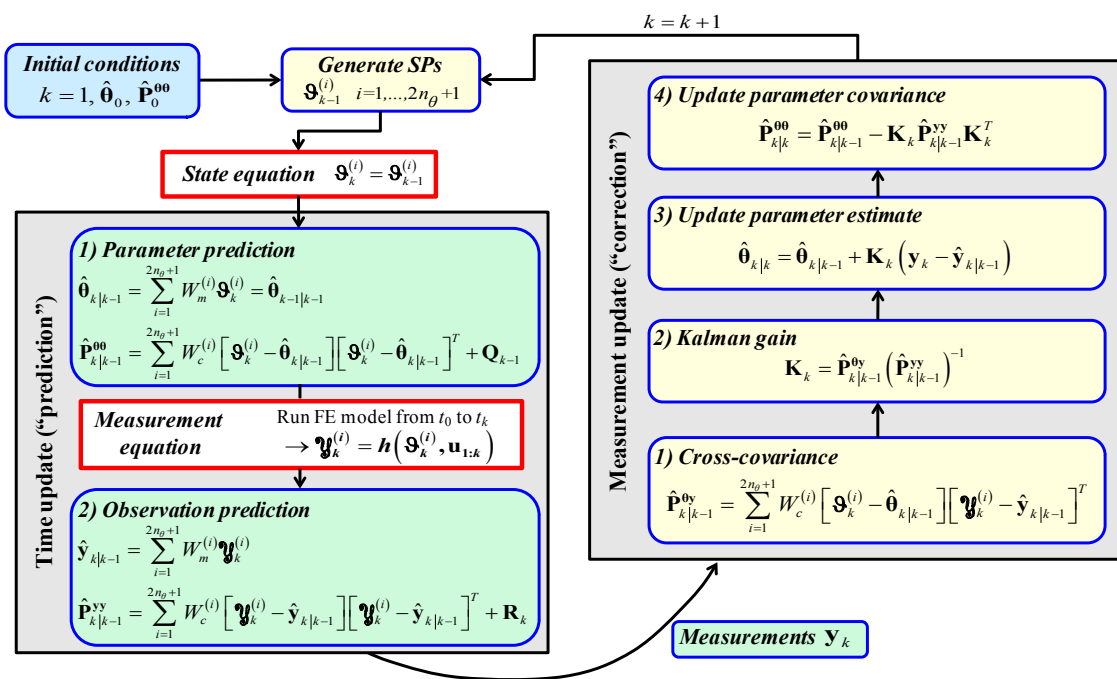 k = k + 1
Initial conditions
k = 1, θ̂₀, P̂₀^θθ
Generate SPs
ϑ_{k-1}^{(i)} i=1,...,2n_θ+1
State equation ϑ_k^{(i)} = ϑ_{k-1}^{(i)}
Time update (“prediction”)
1) Parameter prediction
θ̂_{k|k-1} = ∑_{i=1}^{2n_θ+1} W_m^{(i)} ϑ_k^{(i)} = θ̂_{k-1|k-1}
P̂_{k|k-1}^{θθ} = ∑_{i=1}^{2n_θ+1} W_c^{(i)} [ϑ_k^{(i)} − θ̂_{k|k-1}][ϑ_k^{(i)} − θ̂_{k|k-1}]^T + Q_{k-1}
Measurement
equation
Run FE model from t₀ to t_k
→ 𝒴_k^{(i)} = h(ϑ_k^{(i)}, u_{1:k})
2) Observation prediction
ŷ_{k|k-1} = ∑_{i=1}^{2n_θ+1} W_m^{(i)} 𝒴_k^{(i)}
P̂_{k|k-1}^{yy} = ∑_{i=1}^{2n_θ+1} W_c^{(i)} [𝒴_k^{(i)} − ŷ_{k|k-1}][𝒴_k^{(i)} − ŷ_{k|k-1}]^T + R_k
Measurements y_k
Measurement update (“correction”)
4) Update parameter covariance
P̂_{k|k}^{θθ} = P̂_{k|k-1}^{θθ} − K_k P̂_{k|k-1}^{yy} K_k^T
3) Update parameter estimate
θ̂_{k|k} = θ̂_{k|k-1} + K_k (y_k − ŷ_{k|k-1})
2) Kalman gain
K_k = P̂_{k|k-1}^{θy} (P̂_{k|k-1}^{yy})^{-1}
1) Cross-covariance
P̂_{k|k-1}^{θy} = ∑_{i=1}^{2n_θ+1} W_c^{(i)} [ϑ_k^{(i)} − θ̂_{k|k-1}][𝒴_k^{(i)} − ŷ_{k|k-1}]^T